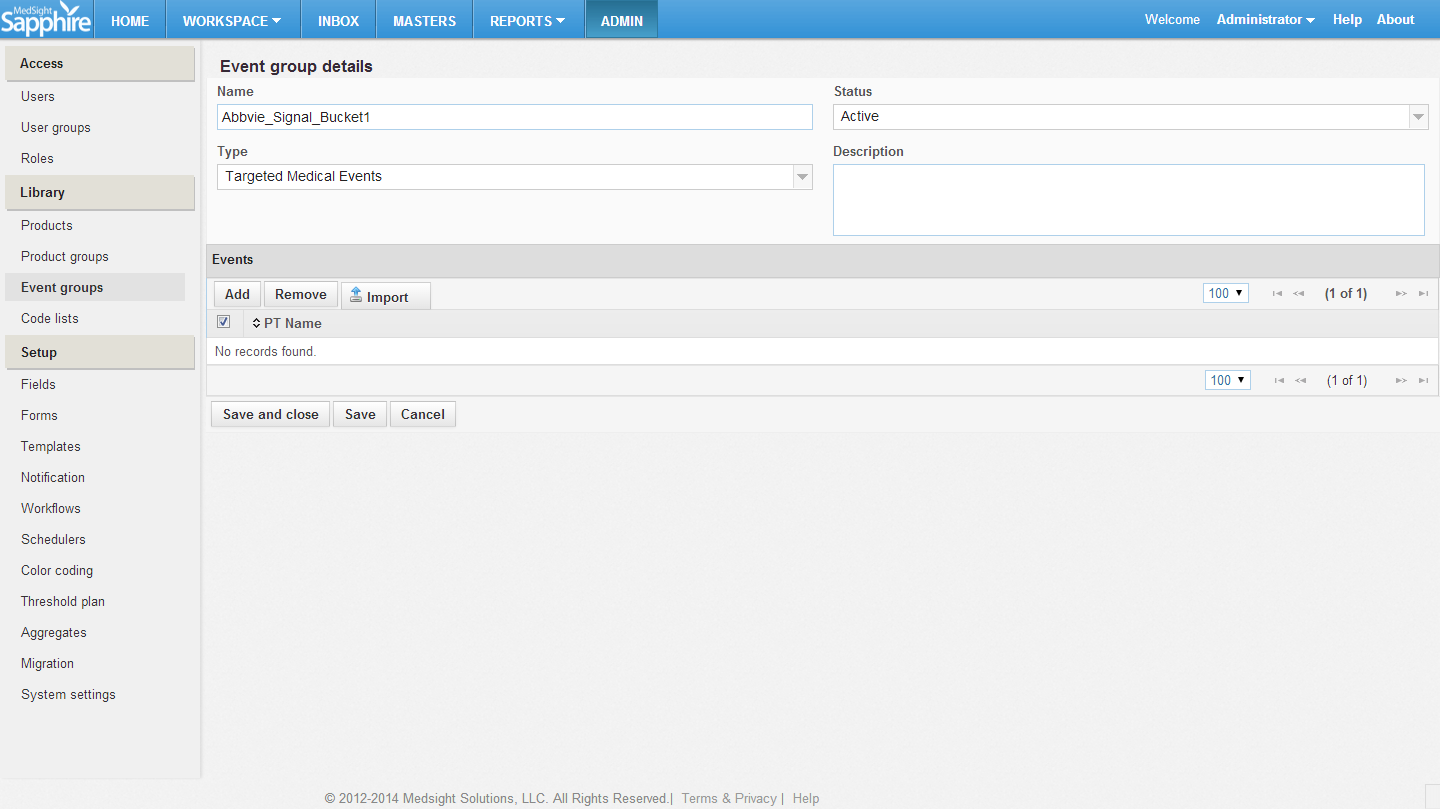 MedSight
Sapphire
HOME WORKSPACE INBOX MASTERS REPORTS ADMIN Welcome Administrator Help About
Access
Users
User groups
Roles
Library
Products
Product groups
Event groups
Code lists
Setup
Fields
Forms
Templates
Notification
Workflows
Schedulers
Color coding
Threshold plan
Aggregates
Migration
System settings
Event group details
Name Status
Abbvie_Signal_Bucket1 Active
Type Description
Targeted Medical Events
Events
Add Remove Import 100 (1 of 1)
PT Name
No records found.
100 (1 of 1)
Save and close Save Cancel
© 2012-2014 Medsight Solutions, LLC. All Rights Reserved.| Terms & Privacy | Help